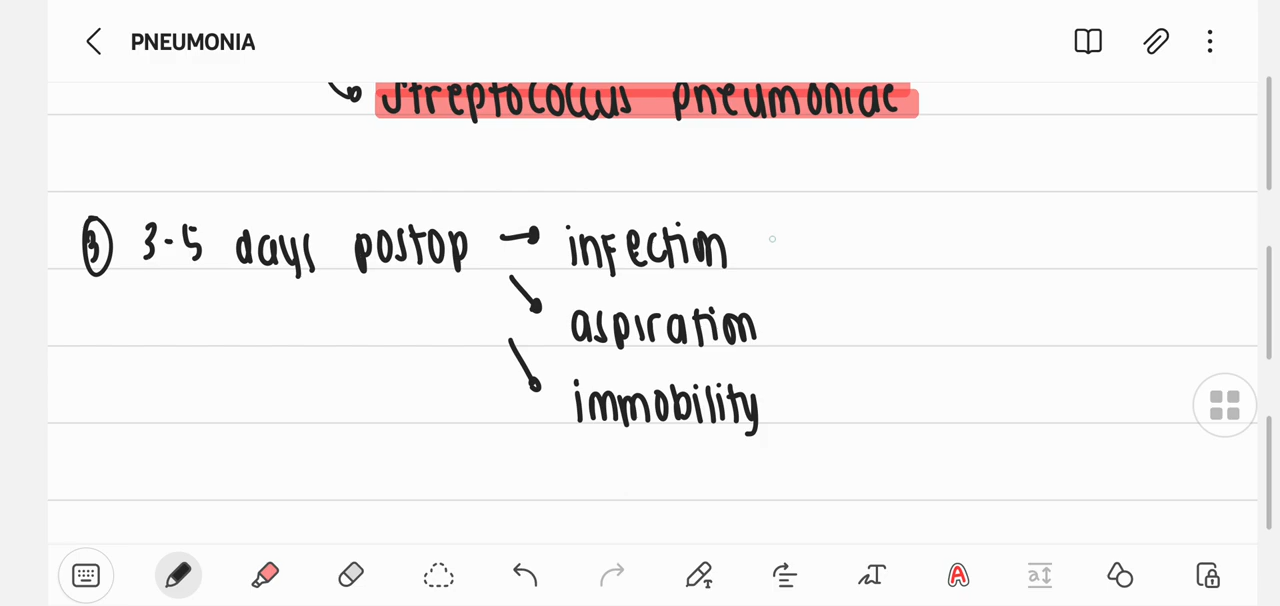 PNEUMONIA
Streptococcus pneumoniae
③ 3-5 days postop → infection
aspiration
immobility